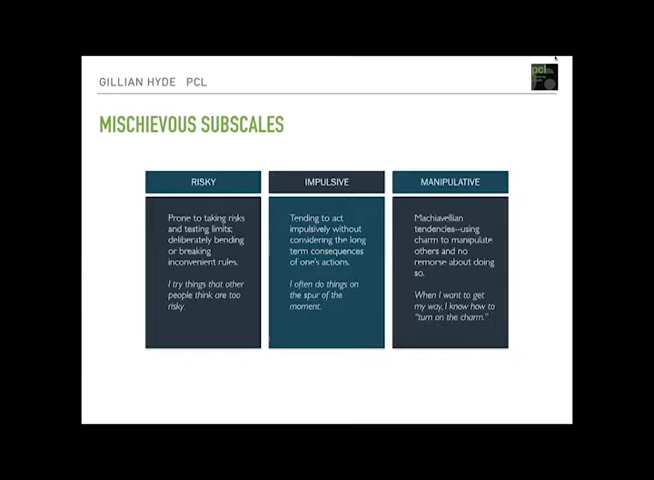 GILLIAN HYDE PCL
pcl
MISCHIEVOUS SUBSCALES
RISKY
Prone to taking risks
and testing limits;
deliberately bending
or breaking
inconvenient rules.
I try things that other
people think are too
risky.
IMPULSIVE
Tending to act
impulsively without
considering the long
term consequences
of one's actions.
I often do things on
the spur of the
moment.
MANIPULATIVE
Machiavellian
tendencies--using
charm to manipulate
others and no
remorse about doing
so.
When I want to get
my way, I know how to
"turn on the charm."